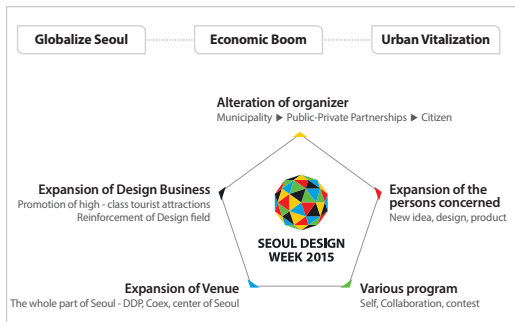 Globalize Seoul
Economic Boom
Urban Vitalization
Alteration of organizer
Municipality ▶ Public-Private Partnerships ▶ Citizen
Expansion of Design Business
Promotion of high - class tourist attractions
Reinforcement of Design field
Expansion of the
persons concerned
New idea, design, product
SEOUL DESIGN
WEEK 2015
Expansion of Venue
The whole part of Seoul - DDP, Coex, center of Seoul
Various program
Self, Collaboration, contest